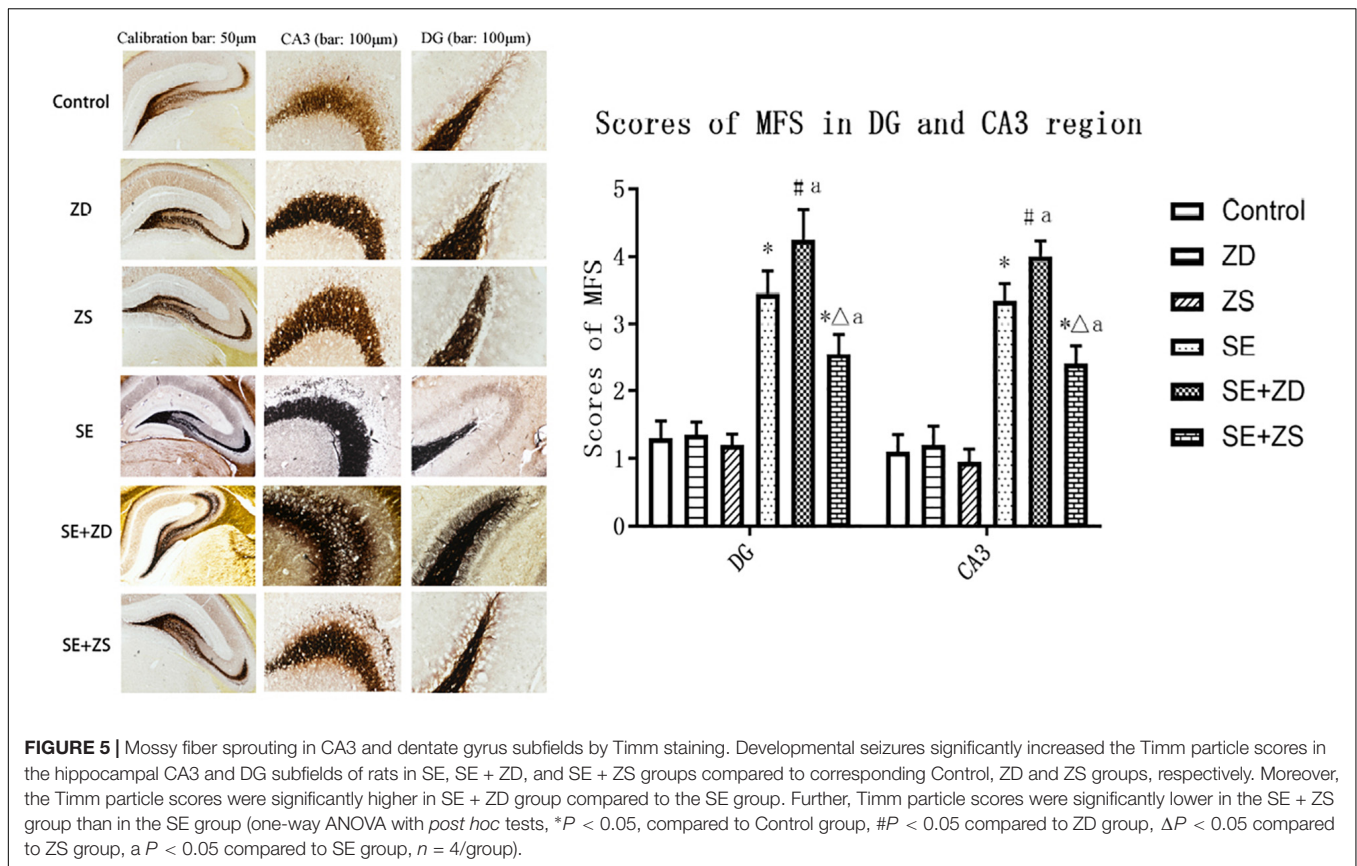 Calibration bar: 50μm CA3 (bar: 100μm) DG (bar: 100μm)
Control
ZD
ZS
SE
SE+ZD
SE+ZS
Scores of MFS in DG and CA3 region
Scores of MFS
5
4
3
2
1
0
*
# a
*△ a
*
# a
*△ a
DG
CA3
Control
ZD
ZS
SE
SE+ZD
SE+ZS
FIGURE 5 | Mossy fiber sprouting in CA3 and dentate gyrus subfields by Timm staining. Developmental seizures significantly increased the Timm particle scores in
the hippocampal CA3 and DG subfields of rats in SE, SE + ZD, and SE + ZS groups compared to corresponding Control, ZD and ZS groups, respectively. Moreover,
the Timm particle scores were significantly higher in SE + ZD group compared to the SE group. Further, Timm particle scores were significantly lower in the SE + ZS
group than in the SE group (one-way ANOVA with post hoc tests, *P < 0.05, compared to Control group, #P < 0.05 compared to ZD group, ΔP < 0.05 compared
to ZS group, a P < 0.05 compared to SE group, n = 4/group).